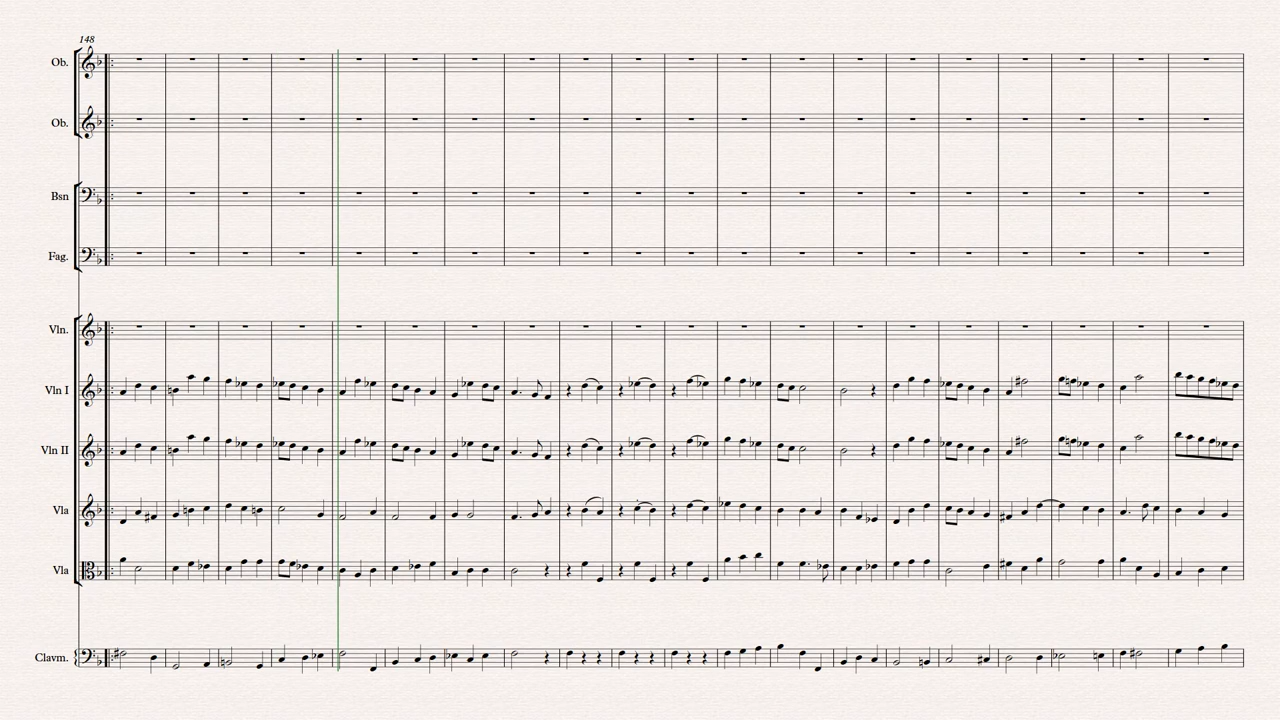 148
Ob.
Ob.
Bsn
Fag.
Vln.
Vln I
Vln II
Vla
Vla
Clavm.